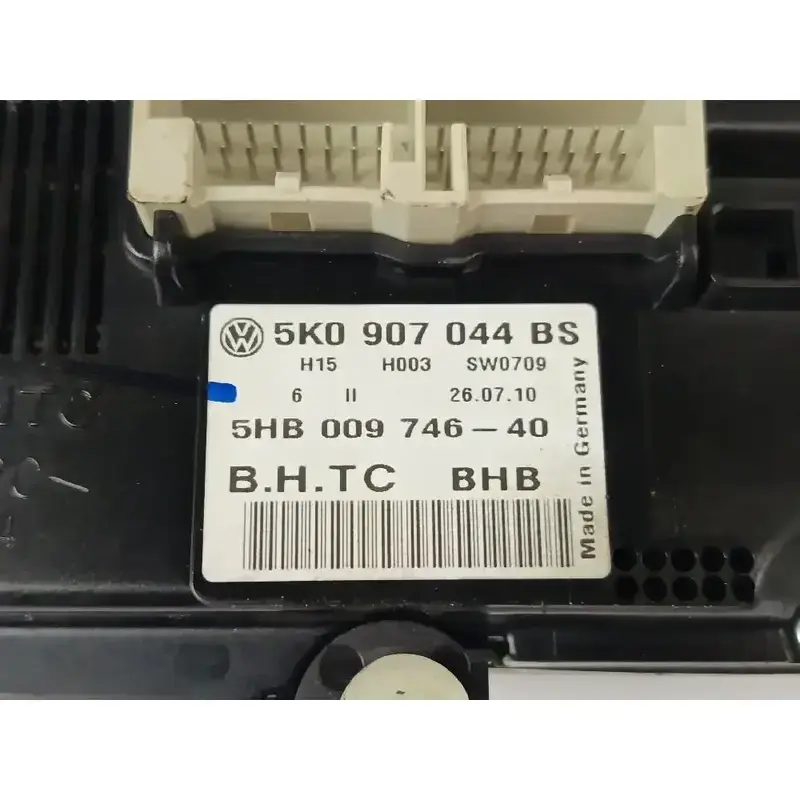 VW 5K0 907 044 BS
H15 H003 SW0709
6 II 26.07.10
5HB 009 746-40
B.H.TC BHB
Made in Germany